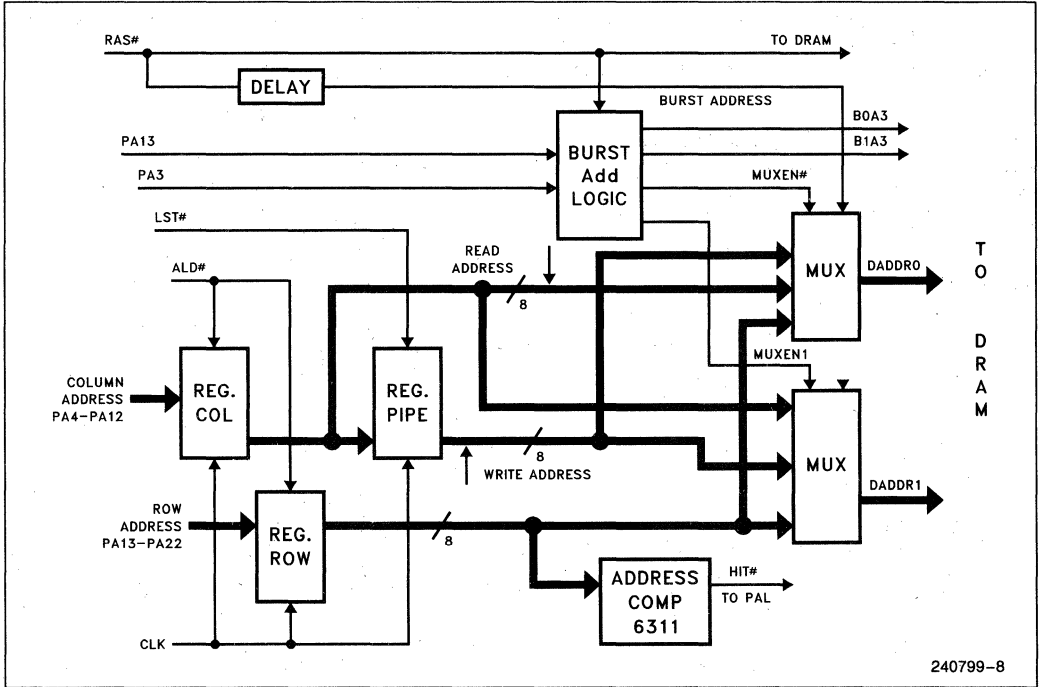 RAS#
TO DRAM
DELAY
BURST ADDRESS
B0A3
PA13
BURST
Add
LOGIC
B1A3
PA3
MUXEN#
LST#
READ
ADDRESS
8
MUX
DADDR0
TO DRAM
ALD#
MUXEN1
COLUMN
ADDRESS
PA4-PA12
REG.
COL
REG.
PIPE
8
WRITE ADDRESS
MUX
DADDR1
ROW
ADDRESS
PA13-PA22
REG.
ROW
8
ADDRESS
COMP
6311
HIT#
TO PAL
CLK
240799-8